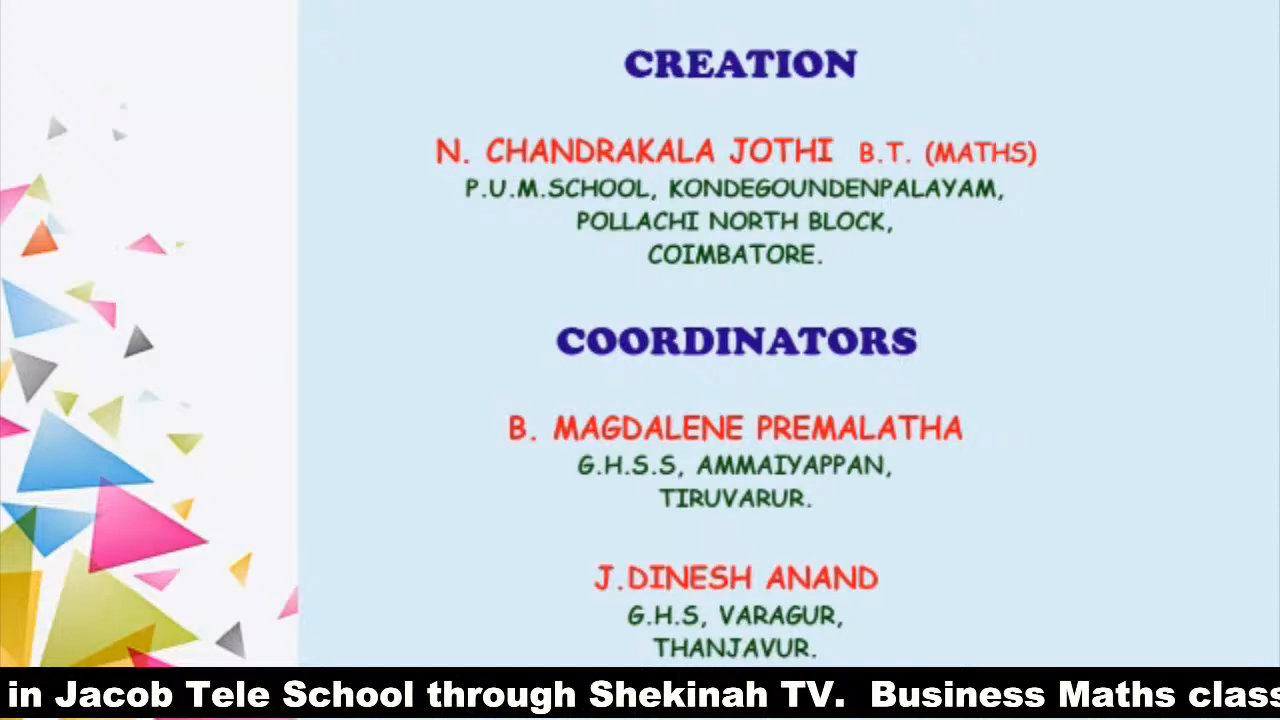 CREATION
N. CHANDRAKALA JOTHI B.T. (MATHS)
P.U.M.SCHOOL, KONDEGOUNDENPALAYAM,
POLLACHI NORTH BLOCK,
COIMBATORE.
COORDINATORS
B. MAGDALENE PREMALATHA
G.H.S.S, AMMAIYAPPAN,
TIRUVARUR.
J.DINESH ANAND
G.H.S, VARAGUR,
THANJAVUR.
in Jacob Tele School through Shekinah TV. Business Maths class